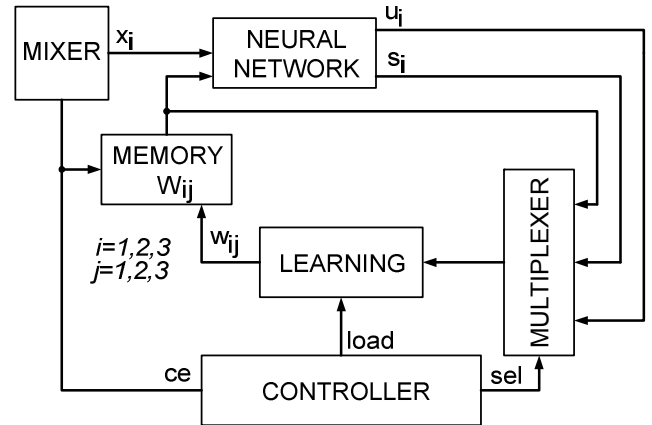 MIXER
xi
NEURAL
NETWORK
ui
si
MEMORY
Wij
MULTIPLEXER
i=1,2,3
j=1,2,3
wij
LEARNING
load
ce
CONTROLLER
sel